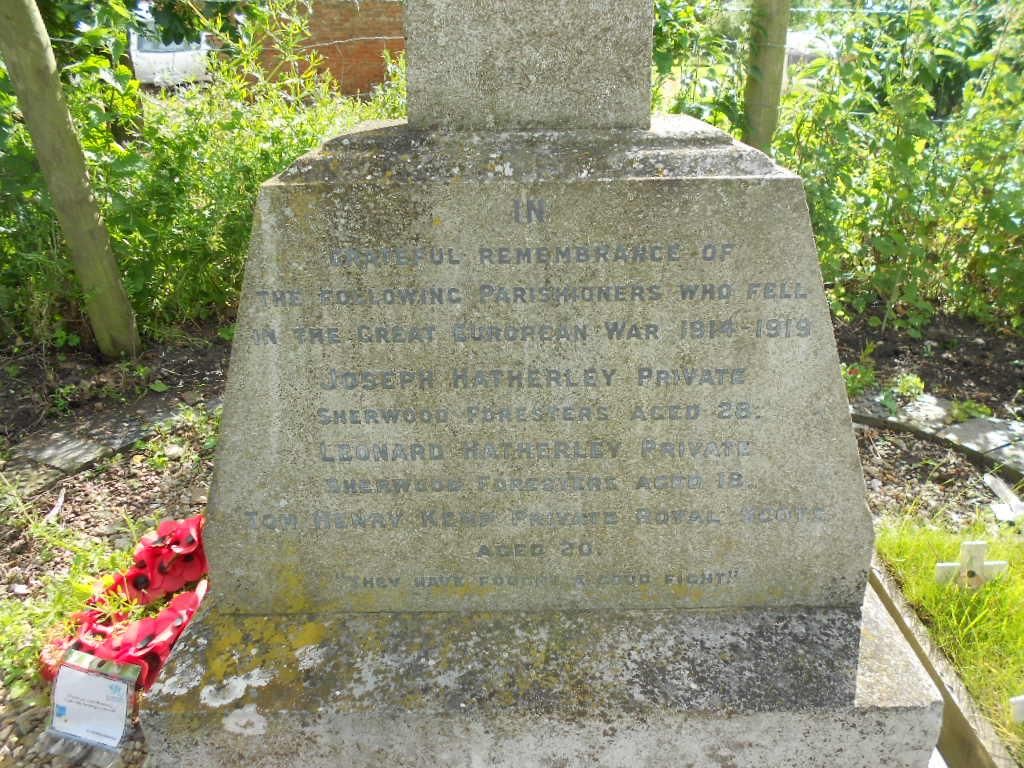 IN
GRATEFUL REMEMBRANCE OF
THE FOLLOWING PARISHIONERS WHO FELL
IN THE GREAT EUROPEAN WAR 1914-1919
JOSEPH HATHERLEY PRIVATE
SHERWOOD FORESTERS AGED 28.
LEONARD HATHERLEY PRIVATE
SHERWOOD FORESTERS AGED 18.
TOM HENRY KEMP PRIVATE ROYAL SCOTS
AGED 20.
"THEY HAVE FOUGHT A GOOD FIGHT."